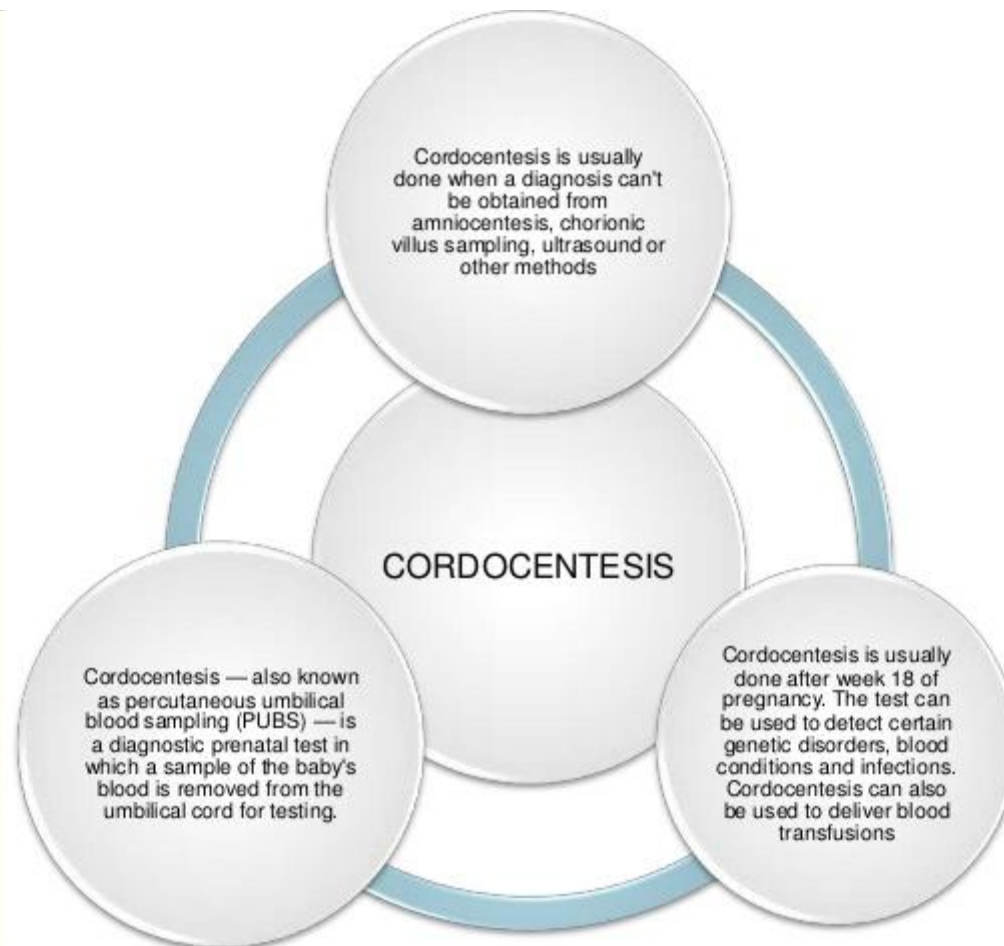 Cordocentesis is usually
done when a diagnosis can't
be obtained from
amniocentesis, chorionic
villus sampling, ultrasound or
other methods
CORDOCENTESIS
Cordocentesis — also known
as percutaneous umbilical
blood sampling (PUBS) — is
a diagnostic prenatal test in
which a sample of the baby's
blood is removed from the
umbilical cord for testing.
Cordocentesis is usually
done after week 18 of
pregnancy. The test can
be used to detect certain
genetic disorders, blood
conditions and infections.
Cordocentesis can also
be used to deliver blood
transfusions